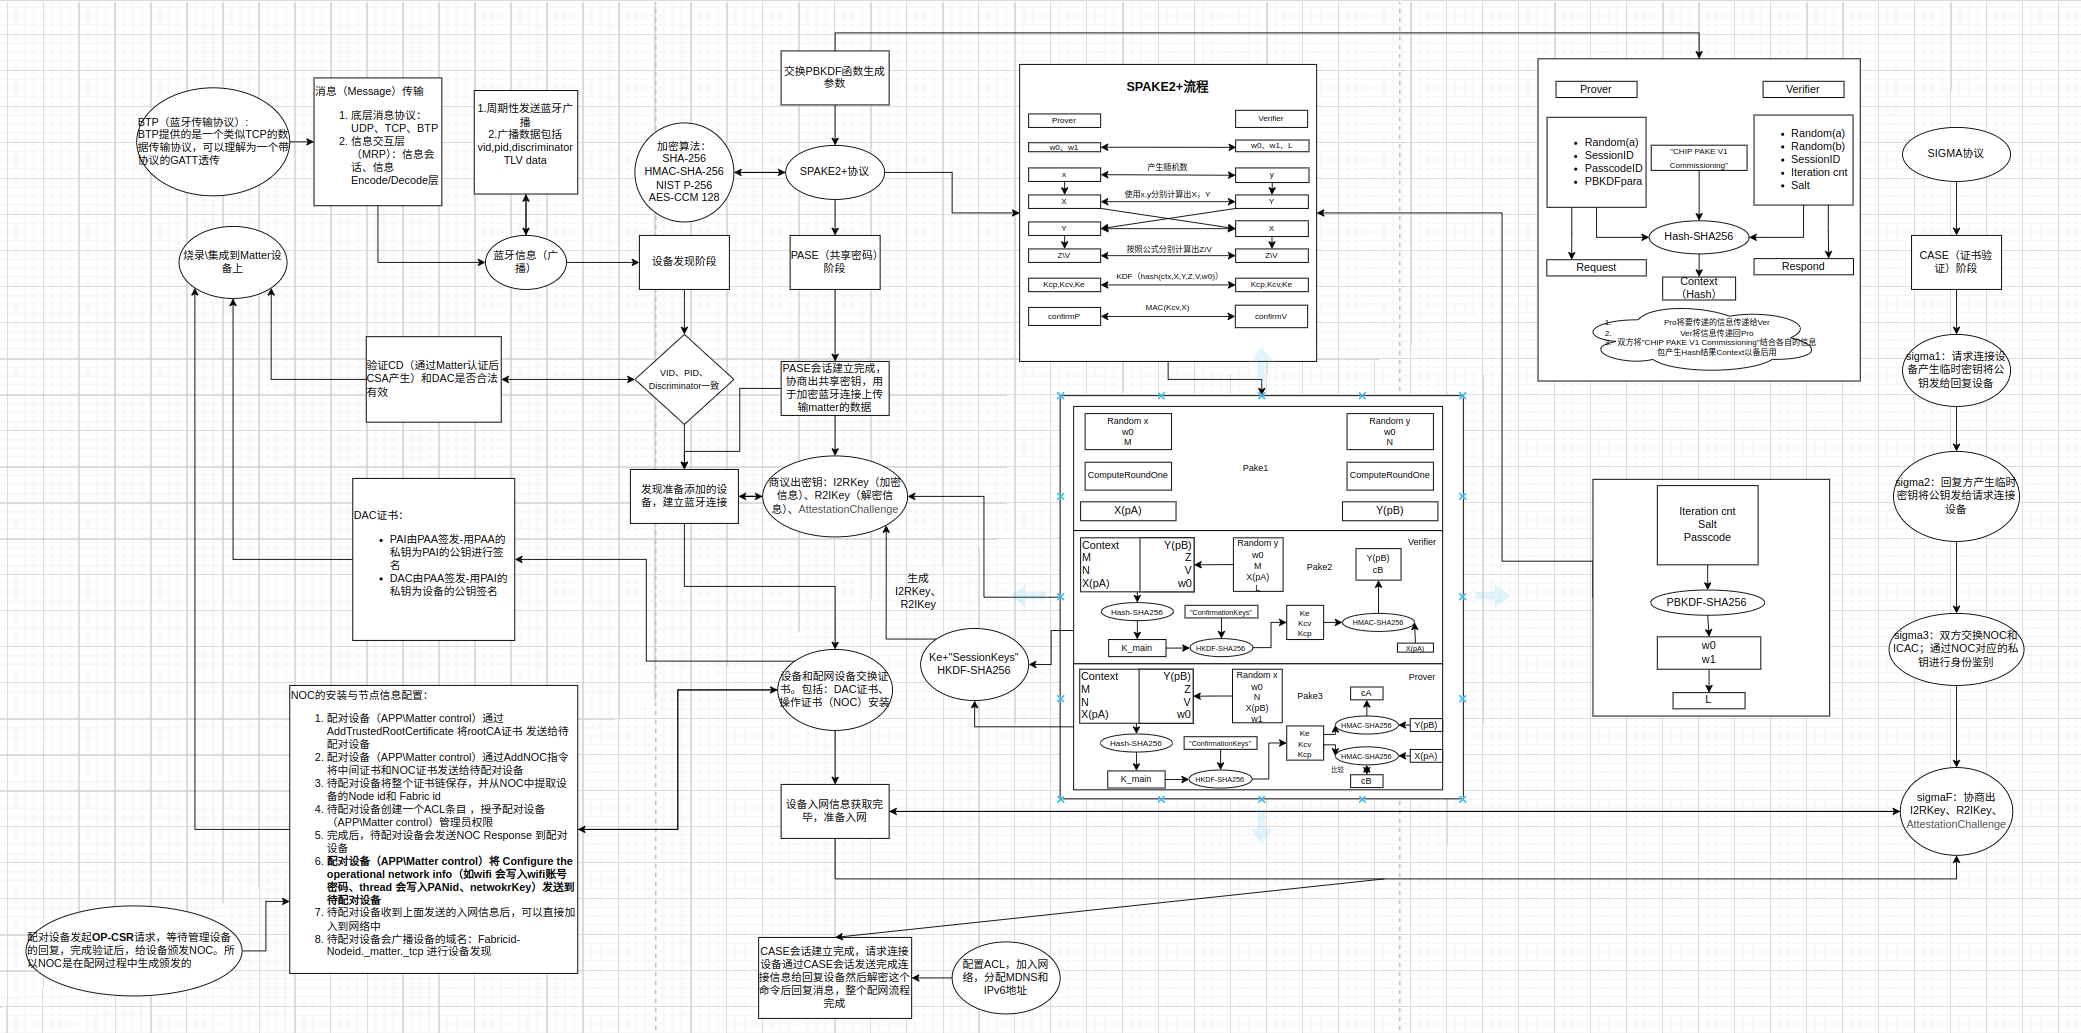 BTP（蓝牙传输协议）:
BTP提供的是一个类似TCP的数
据传输协议，可以理解为一个带
协议的GATT透传
消息（Message）传输
1. 底层消息协议：
UDP、TCP、BTP
2. 信息交互层
（MRP）：信息会
话、信息
Encode/Decode层
1.周期性发送蓝牙广
播
2.广播数据包括
vid,pid,discriminator
TLV data
蓝牙信息（广
播）
烧录\集成到Matter设
备上
加密算法：
SHA-256
HMAC-SHA-256
NIST P-256
AES-CCM 128
设备发现阶段
交换PBKDF函数生成
参数
SPAKE2+协议
PASE（共享密码）
阶段
PASE会话建立完成，
协商出共享密钥，用
于加密蓝牙连接上传
输matter的数据
VID、PID、
Discriminator一致
验证CD（通过Matter认证后
CSA产生）和DAC是否合法
有效
发现准备添加的设
备，建立蓝牙连接
商议出密钥：I2RKey（加密
信息）、R2IKey（解密信
息）、AttestationChallenge
DAC证书：
• PAI由PAA签发-用PAA的
私钥为PAI的公钥进行签
名
• DAC由PAA签发-用PAI的
私钥为设备的公钥签名
生成
I2RKey、
R2IKey
Ke+"SessionKeys"
HKDF-SHA256
设备和配网设备交换证
书。包括：DAC证书、
操作证书（NOC）安装
设备入网信息获取完
毕，准备入网
NOC的安装与节点信息配置：
1. 配对设备（APP\Matter control）通过
AddTrustedRootCertificate 将rootCA证书 发送给待
配对设备
2. 配对设备（APP\Matter control）通过AddNOC指令
将中间证书和NOC证书发送给待配对设备
3. 待配对设备将整个证书链保存，并从NOC中提取设
备的Node id和 Fabric id
4. 待配对设备创建一个ACL条目 ，授予配对设备
（APP\Matter control）管理员权限
5. 完成后，待配对设备会发送NOC Response 到配对
设备
6. 配对设备（APP\Matter control）将 Configure the
operational network info（如wifi 会写入wifi账号
密码、thread 会写入PANid、netwokrKey）发送到
待配对设备
7. 待配对设备收到上面发送的入网信息后，可以直接加
入到网络中
8. 待配对设备会广播设备的域名：Fabricid-
Nodeid._matter._tcp 进行设备发现
配对设备发起OP-CSR请求，等待管理设备
的回复，完成验证后，给设备颁发NOC。所
以NOC是在配网过程中生成颁发的
CASE会话建立完成，请求连接
设备通过CASE会话发送完成连
接信息给回复设备然后解密这个
命令后回复消息，整个配网流程
完成
配置ACL，加入网
络，分配MDNS和
IPv6地址
SPAKE2+流程
Prover
Verifier
w0、w1
w0、w1、L
产生随机数
x
y
使用x,y分别计算出X，Y
X
Y
Y
X
按照公式分别计算出Z/V
Z\V
Z\V
KDF（hash(ctx,X,Y,Z,V,w0)）
Kcp,Kcv,Ke
Kcp,Kcv,Ke
MAC(Kcv,X)
confirmP
confirmV
Random x
w0
M
Random y
w0
N
Pake1
ComputeRoundOne
ComputeRoundOne
X(pA)
Y(pB)
Verifier
Context
M
N
X(pA)
Y(pB)
Z
V
w0
Random y
w0
M
X(pA)
L
Pake2
Y(pB)
cB
Hash-SHA256
"ConfirmationKeys"
Ke
Kcv
Kcp
HMAC-SHA256
K_main
HKDF-SHA256
X(pA)
Prover
Context
M
N
X(pA)
Y(pB)
Z
V
w0
Random x
w0
N
X(pB)
w1
Pake3
cA
Hash-SHA256
"ConfirmationKeys"
Ke
Kcv
Kcp
HMAC-SHA256
Y(pB)
HMAC-SHA256
X(pA)
比较
K_main
HKDF-SHA256
cB
Prover
Verifier
• Random(a)
• SessionID
• PasscodeID
• PBKDFpara
"CHIP PAKE V1
Commissioning"
• Random(a)
• Random(b)
• SessionID
• Iteration cnt
• Salt
Hash-SHA256
Request
Respond
Context
（Hash）
1. Pro将要传递的信息传递给Ver
2. Ver将信息传递回Pro
3. 双方将"CHIP PAKE V1 Commissioning"结合各自的信息
包产生Hash结果Context以备后用
Iteration cnt
Salt
Passcode
PBKDF-SHA256
w0
w1
L
SIGMA协议
CASE（证书验
证）阶段
sigma1：请求连接设
备产生临时密钥将公
钥发给回复设备
sigma2：回复方产生临时
密钥将公钥发给请求连接
设备
sigma3：双方交换NOC和
ICAC；通过NOC对应的私
钥进行身份鉴别
sigmaF：协商出
I2RKey、R2IKey、
AttestationChallenge